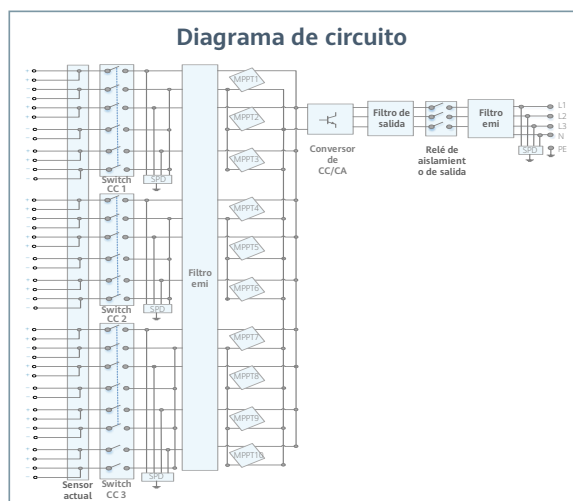 Diagrama de circuito
MPPT1
MPPT2
MPPT3
MPPT4
MPPT5
MPPT6
MPPT7
MPPT8
MPPT9
MPPT10
Switch
CC 1
SPD
Switch
CC 2
SPD
Switch
CC 3
SPD
Sensor
actual
Filtro
emi
Conversor
de
CC/CA
Filtro de
salida
Relé de
aislamient
o de salida
Filtro
emi
SPD
L1
L2
L3
N
PE